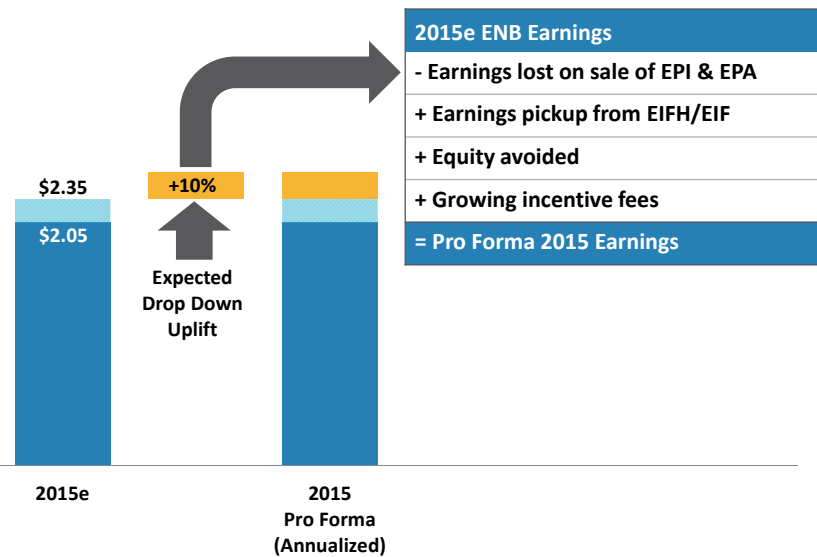 2015e ENB Earnings
- Earnings lost on sale of EPI & EPA
+ Earnings pickup from EIFH/EIF
+ Equity avoided
+ Growing incentive fees
= Pro Forma 2015 Earnings
$2.35
+10%
$2.05
Expected
Drop Down
Uplift
2015e
2015
Pro Forma
(Annualized)